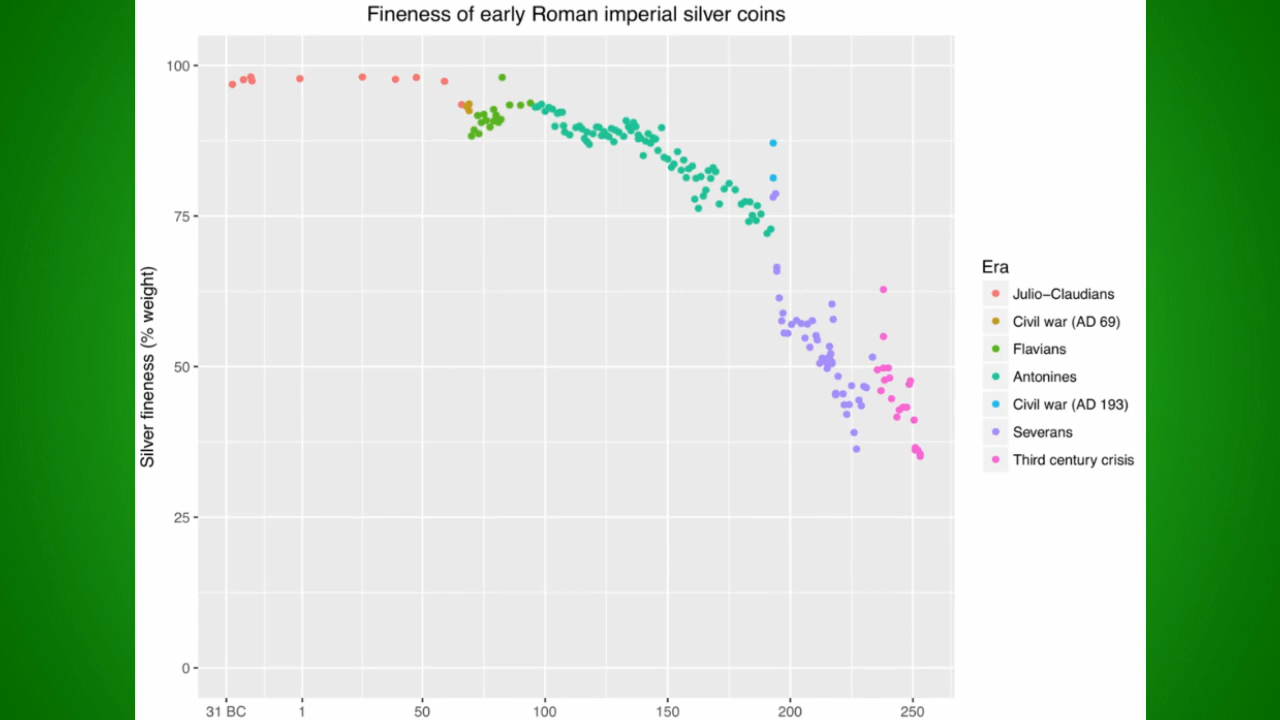 Fineness of early Roman imperial silver coins
100
75
50
25
0
Silver fineness (% weight)
31 BC
1
50
100
150
200
250
Era
Julio−Claudians
Civil war (AD 69)
Flavians
Antonines
Civil war (AD 193)
Severans
Third century crisis